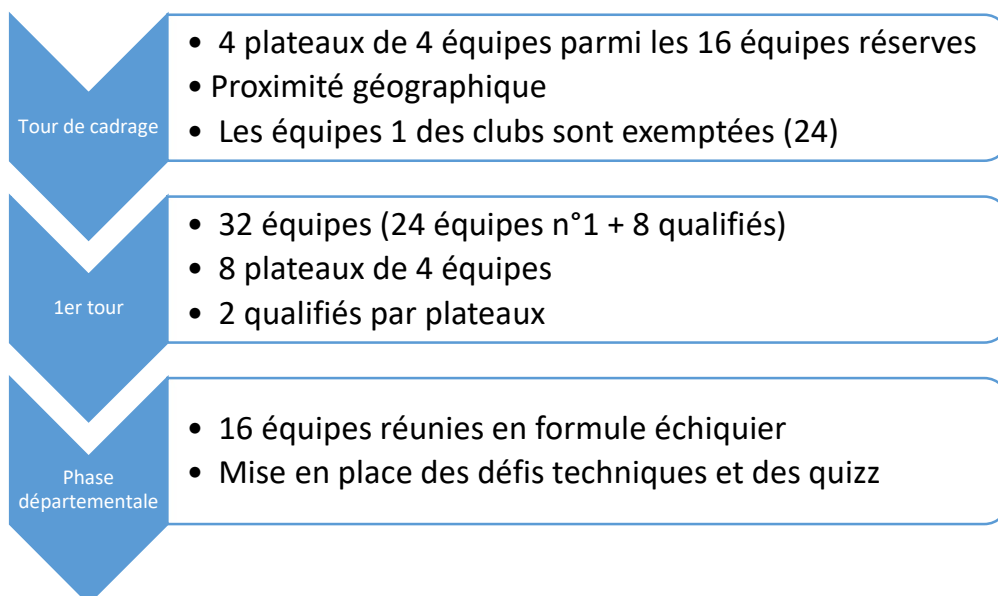 Tour de cadrage
• 4 plateaux de 4 équipes parmi les 16 équipes réserves
• Proximité géographique
• Les équipes 1 des clubs sont exemptées (24)
1er tour
• 32 équipes (24 équipes n°1 + 8 qualifiés)
• 8 plateaux de 4 équipes
• 2 qualifiés par plateaux
Phase
départementale
• 16 équipes réunies en formule échiquier
• Mise en place des défis techniques et des quizz